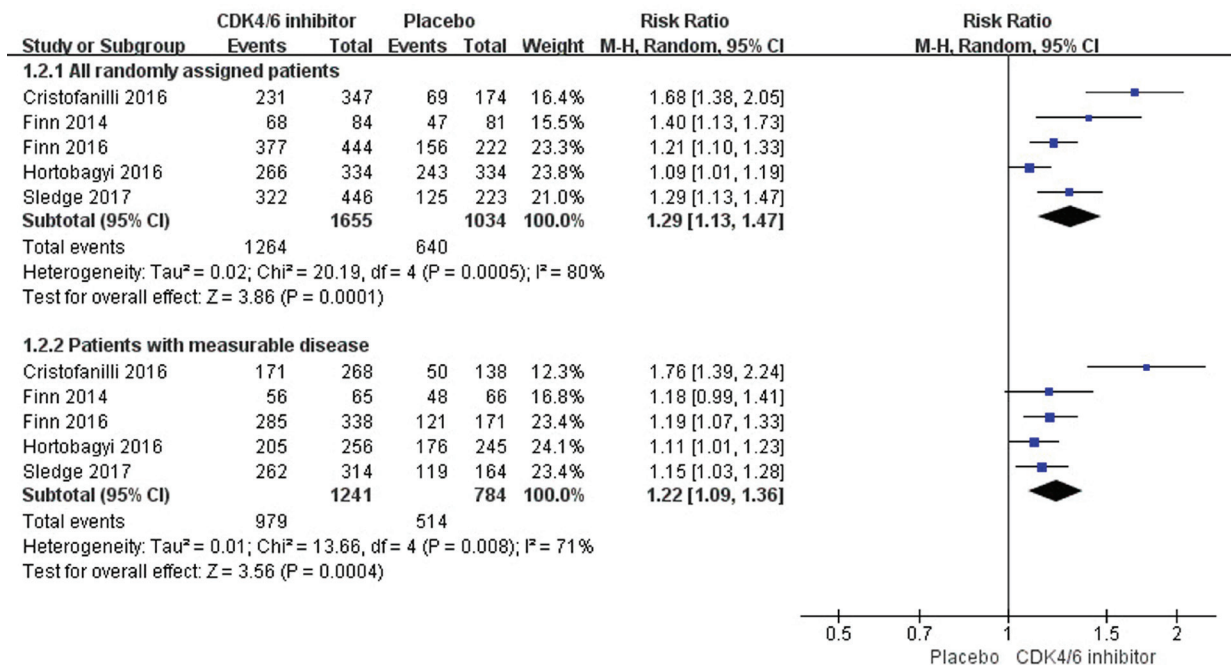 CDK4/6 inhibitor Placebo Risk Ratio Risk Ratio
Study or Subgroup Events Total Events Total Weight M-H, Random, 95% CI M-H, Random, 95% CI
1.2.1 All randomly assigned patients
Cristofanilli 2016 231 347 69 174 16.4% 1.68 [1.38, 2.05]
Finn 2014 68 84 47 81 15.5% 1.40 [1.13, 1.73]
Finn 2016 377 444 156 222 23.3% 1.21 [1.10, 1.33]
Hortobagyi 2016 266 334 243 334 23.8% 1.09 [1.01, 1.19]
Sledge 2017 322 446 125 223 21.0% 1.29 [1.13, 1.47]
Subtotal (95% CI) 1655 1034 100.0% 1.29 [1.13, 1.47]
Total events 1264 640
Heterogeneity: Tau² = 0.02; Chi² = 20.19, df = 4 (P = 0.0005); I² = 80%
Test for overall effect: Z = 3.86 (P = 0.0001)
1.2.2 Patients with measurable disease
Cristofanilli 2016 171 268 50 138 12.3% 1.76 [1.39, 2.24]
Finn 2014 56 65 48 66 16.8% 1.18 [0.99, 1.41]
Finn 2016 285 338 121 171 23.4% 1.19 [1.07, 1.33]
Hortobagyi 2016 205 256 176 245 24.1% 1.11 [1.01, 1.23]
Sledge 2017 262 314 119 164 23.4% 1.15 [1.03, 1.28]
Subtotal (95% CI) 1241 784 100.0% 1.22 [1.09, 1.36]
Total events 979 514
Heterogeneity: Tau² = 0.01; Chi² = 13.66, df = 4 (P = 0.008); I² = 71%
Test for overall effect: Z = 3.56 (P = 0.0004)
0.5 0.7 1 1.5 2
Placebo CDK4/6 inhibitor